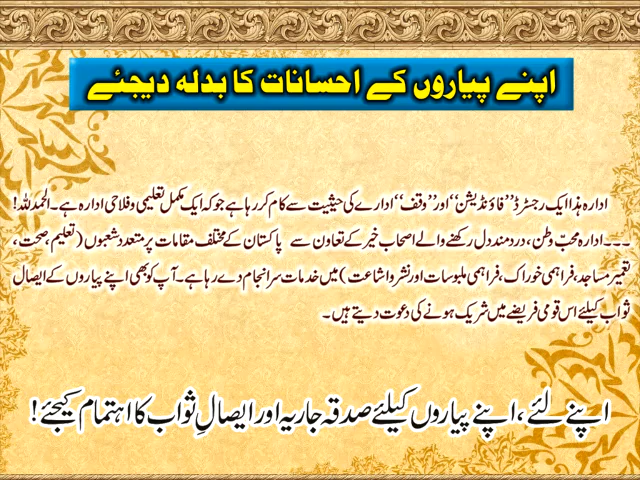 اپنے پیاروں کے احسانات کا بدلہ دیجئے
ادارہ ہذا ایک رجسٹرڈ ’’فاؤنڈیشن‘‘ اور ’’وقف‘‘ ادارے کی حیثیت سے کام کر رہا ہے جو کہ ایک مکمل تعلیمی و فلاحی ادارہ ہے۔ الحمدللہ!
۔۔۔ ادارہ محبِّ وطن، درد مند دل رکھنے والے اصحاب خیر کے تعاون سے پاکستان کے مختلف مقامات پر متعدد شعبوں (تعلیم، صحت،
تعمیر مساجد، فراہمی خوراک، فراہمی ملبوسات اور نشر و اشاعت) میں خدمات سرانجام دے رہا ہے۔ آپ کو بھی اپنے پیاروں کے ایصال
ثواب کیلئے اس قومی فریضے میں شریک ہونے کی دعوت دیتے ہیں۔
اپنے لئے، اپنے پیاروں کیلئے صدقہ جاریہ اور ایصالِ ثواب کا اہتمام کیجئے!